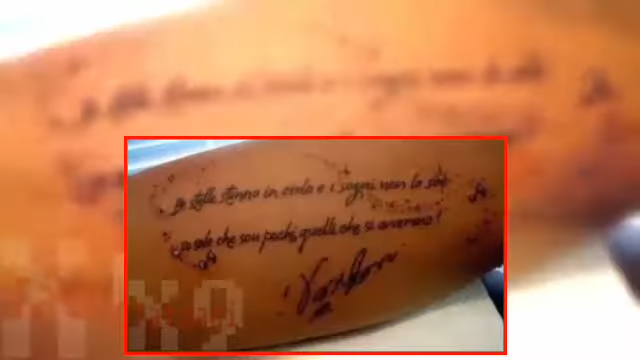 le stelle stanno in cielo e i sogni non lo so
so solo che son pochi quelli che si avverano!